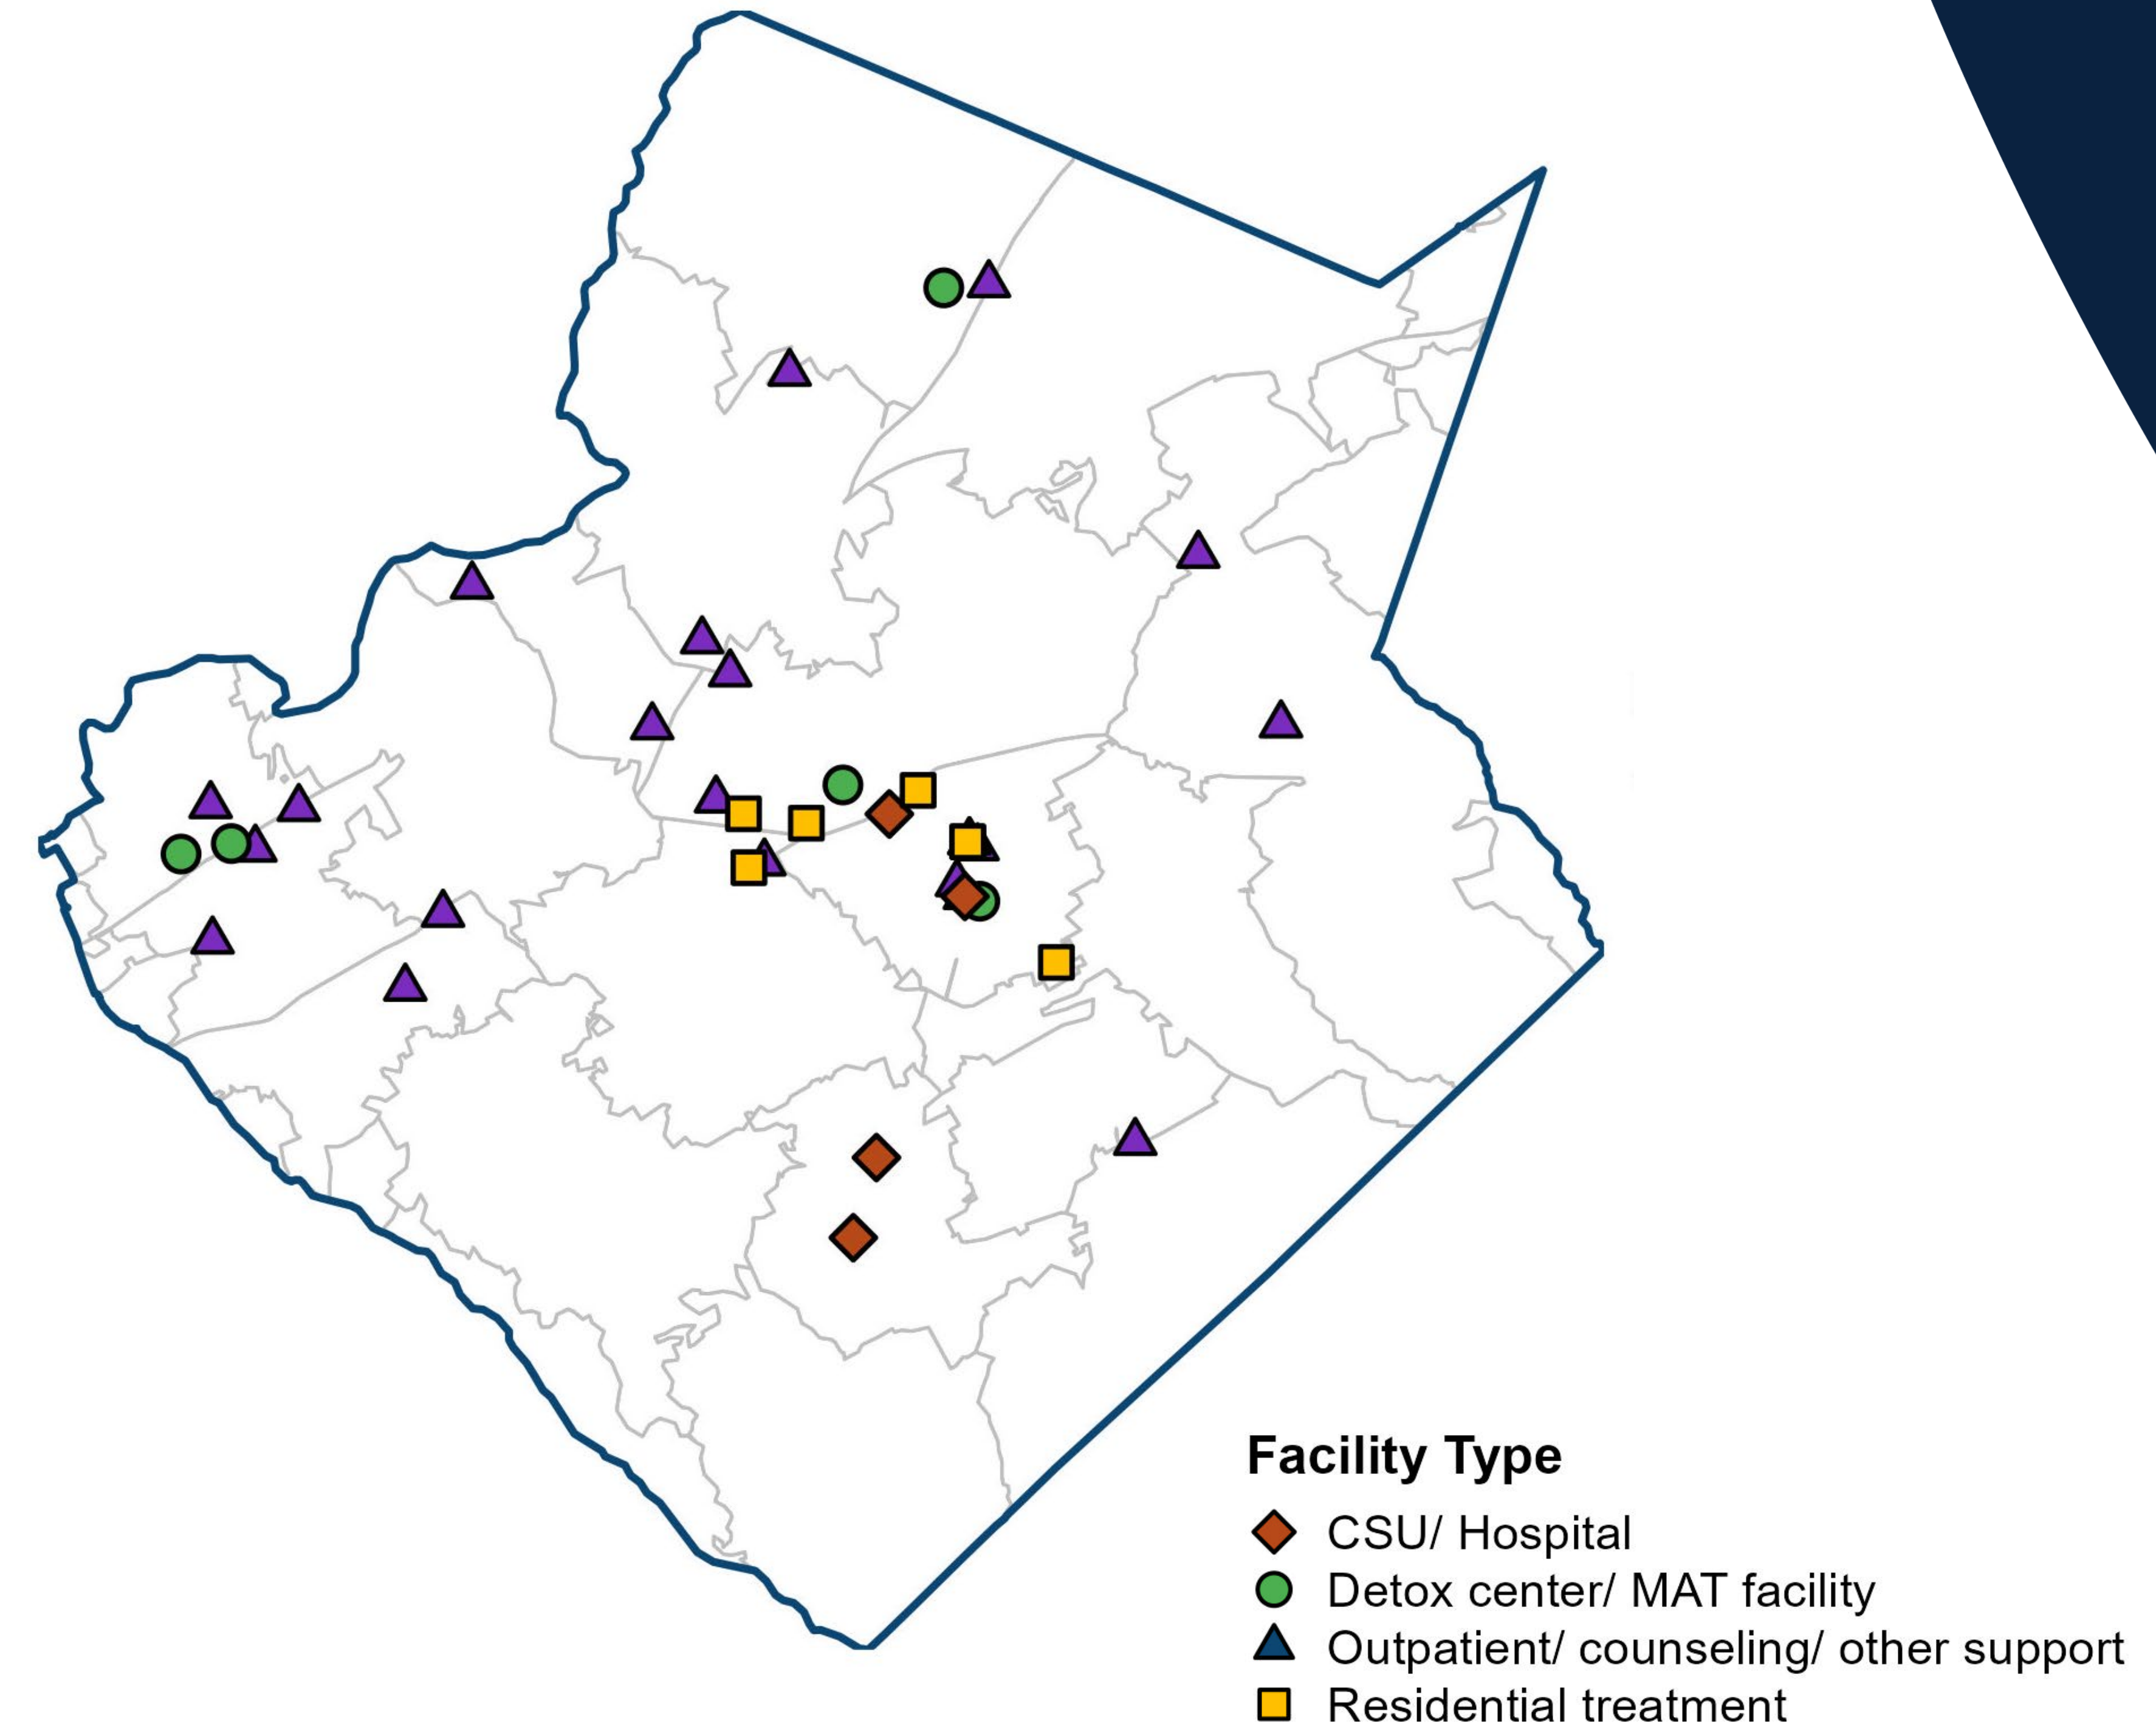 Facility Type
CSU/ Hospital
Detox center/ MAT facility
Outpatient/ counseling/ other support
Residential treatment